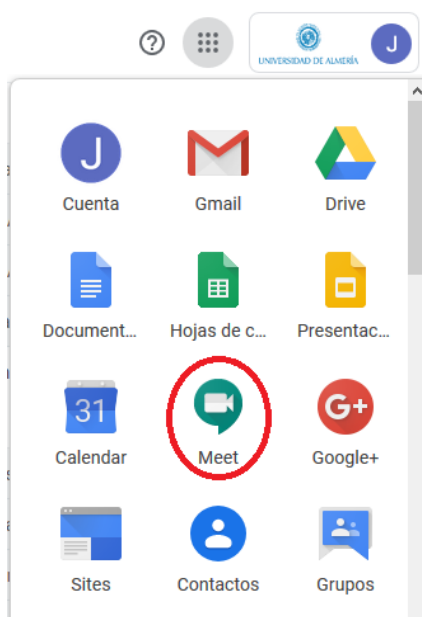 UNIVERSIDAD DE ALMERÍA
J
J
Cuenta
Gmail
Drive
Document...
Hojas de c...
Presentac...
31
G+
Calendar
Meet
Google+
Sites
Contactos
Grupos